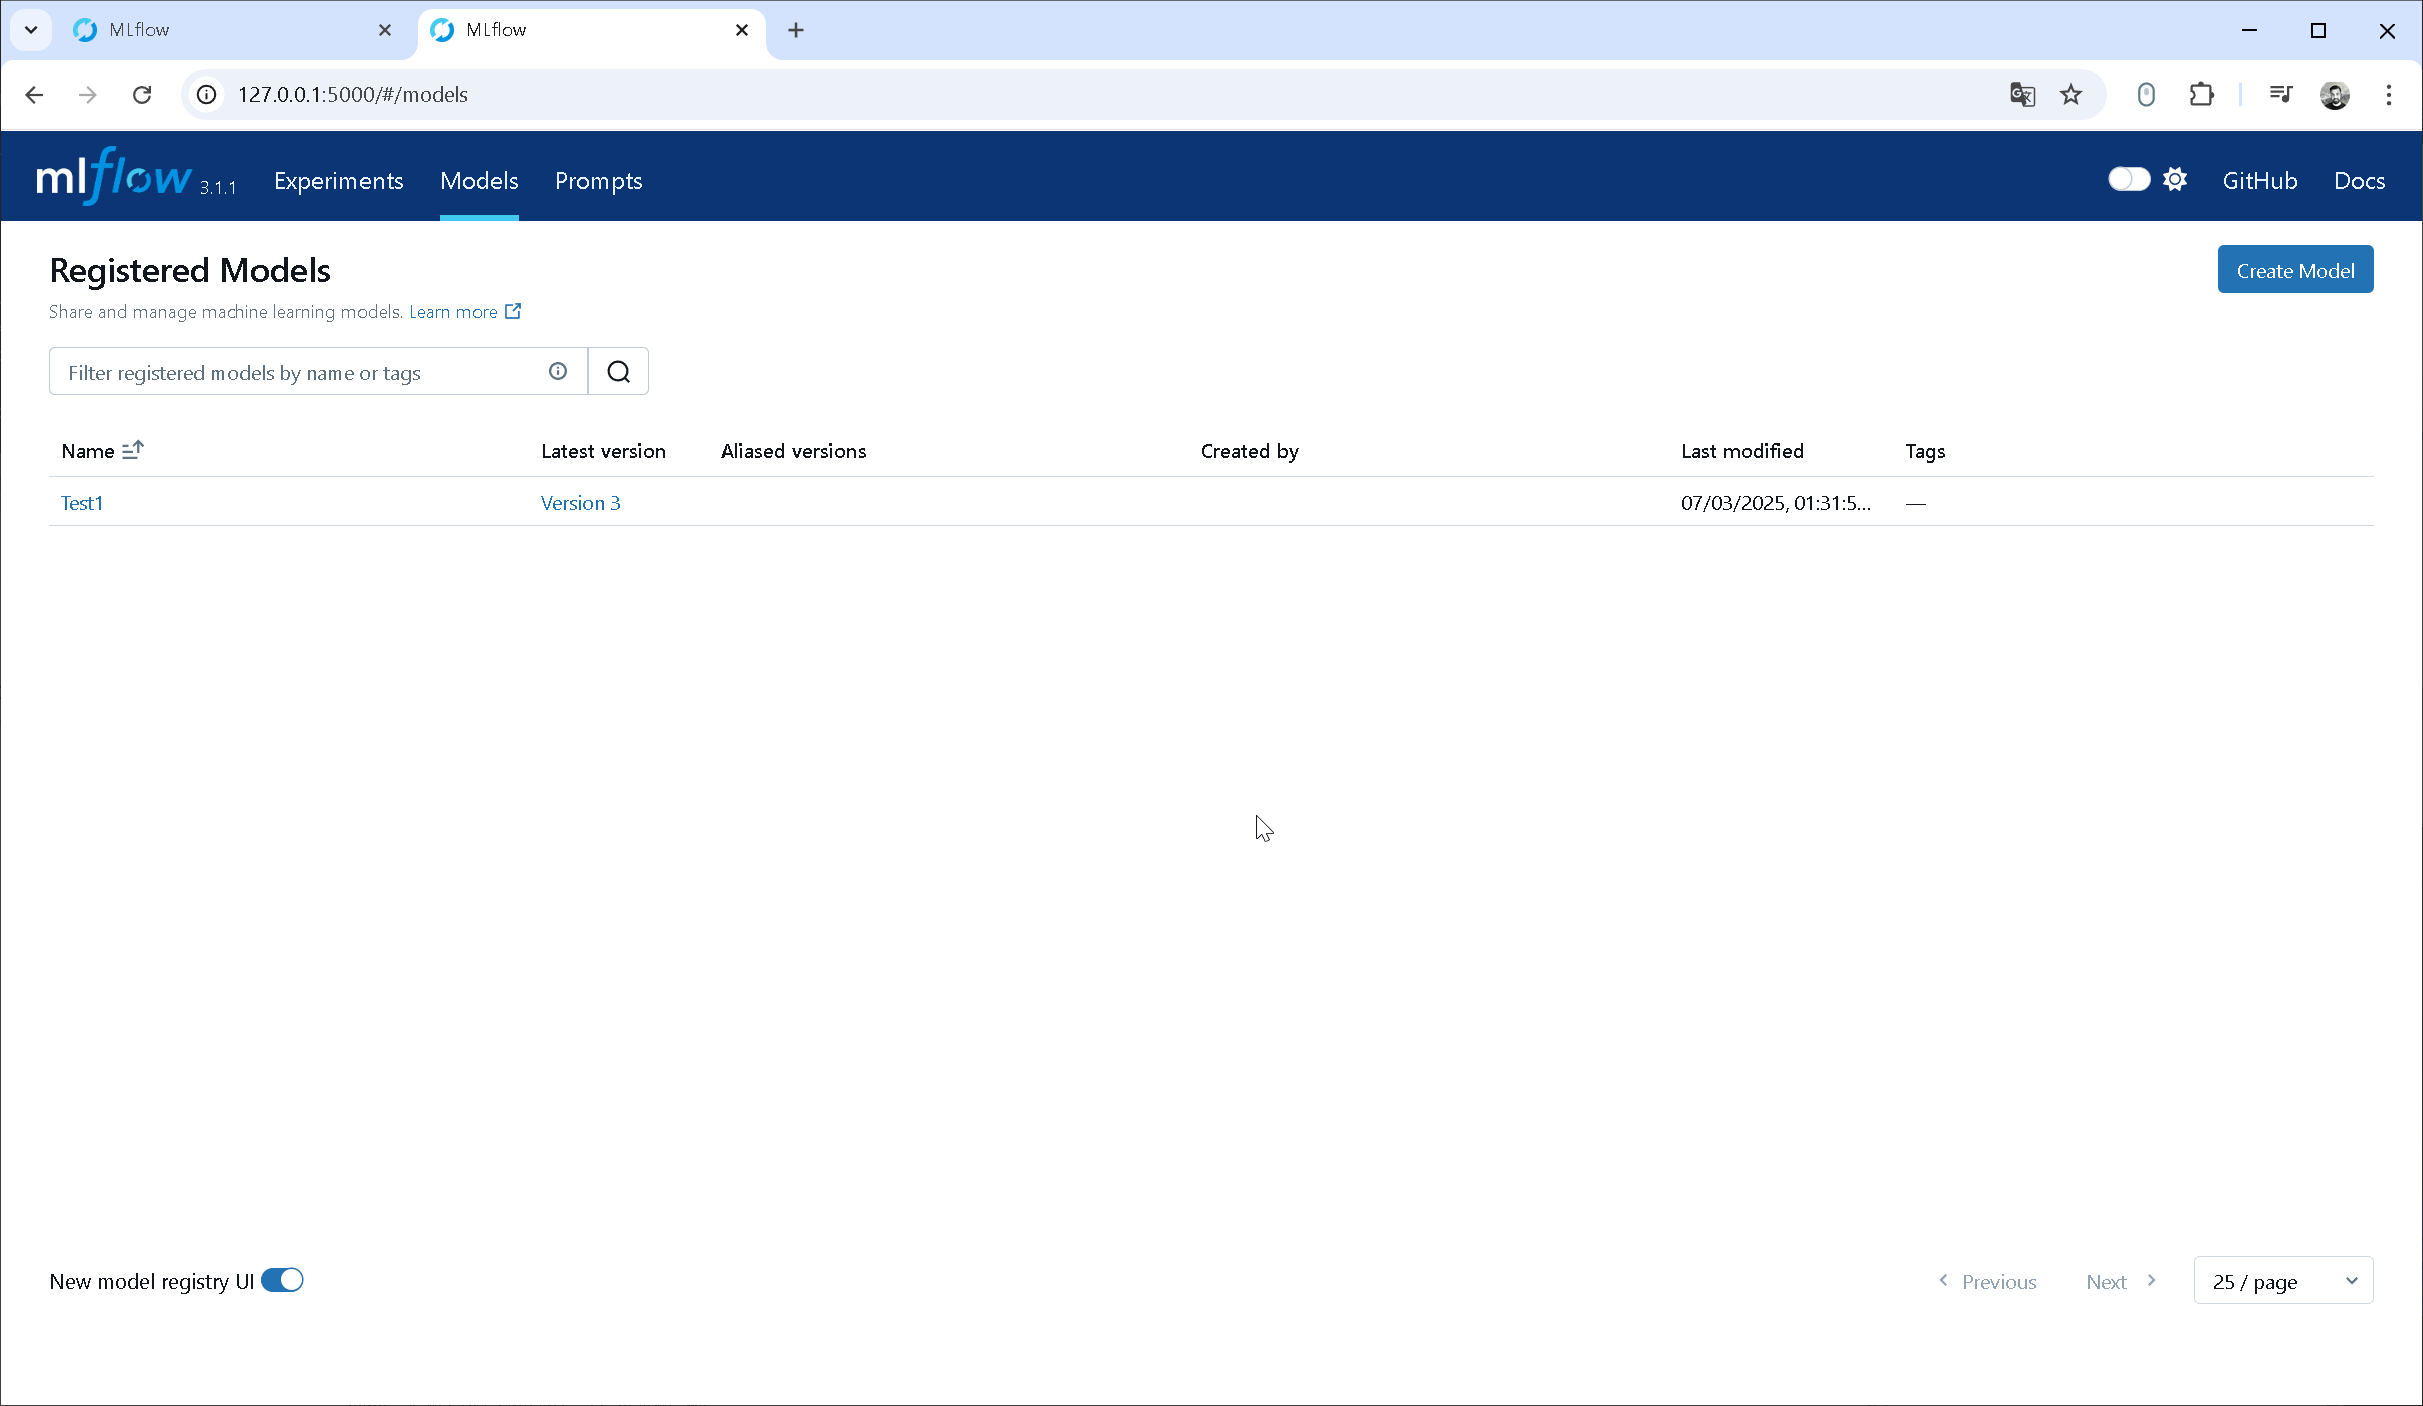 MLflow
MLflow
127.0.0.1:5000/#/models
mlflow 3.1.1 Experiments Models Prompts GitHub Docs
Registered Models
Create Model
Share and manage machine learning models. Learn more
Filter registered models by name or tags
Name Latest version Aliased versions Created by Last modified Tags
Test1 Version 3 07/03/2025, 01:31:5... —
New model registry UI Previous Next 25 / page